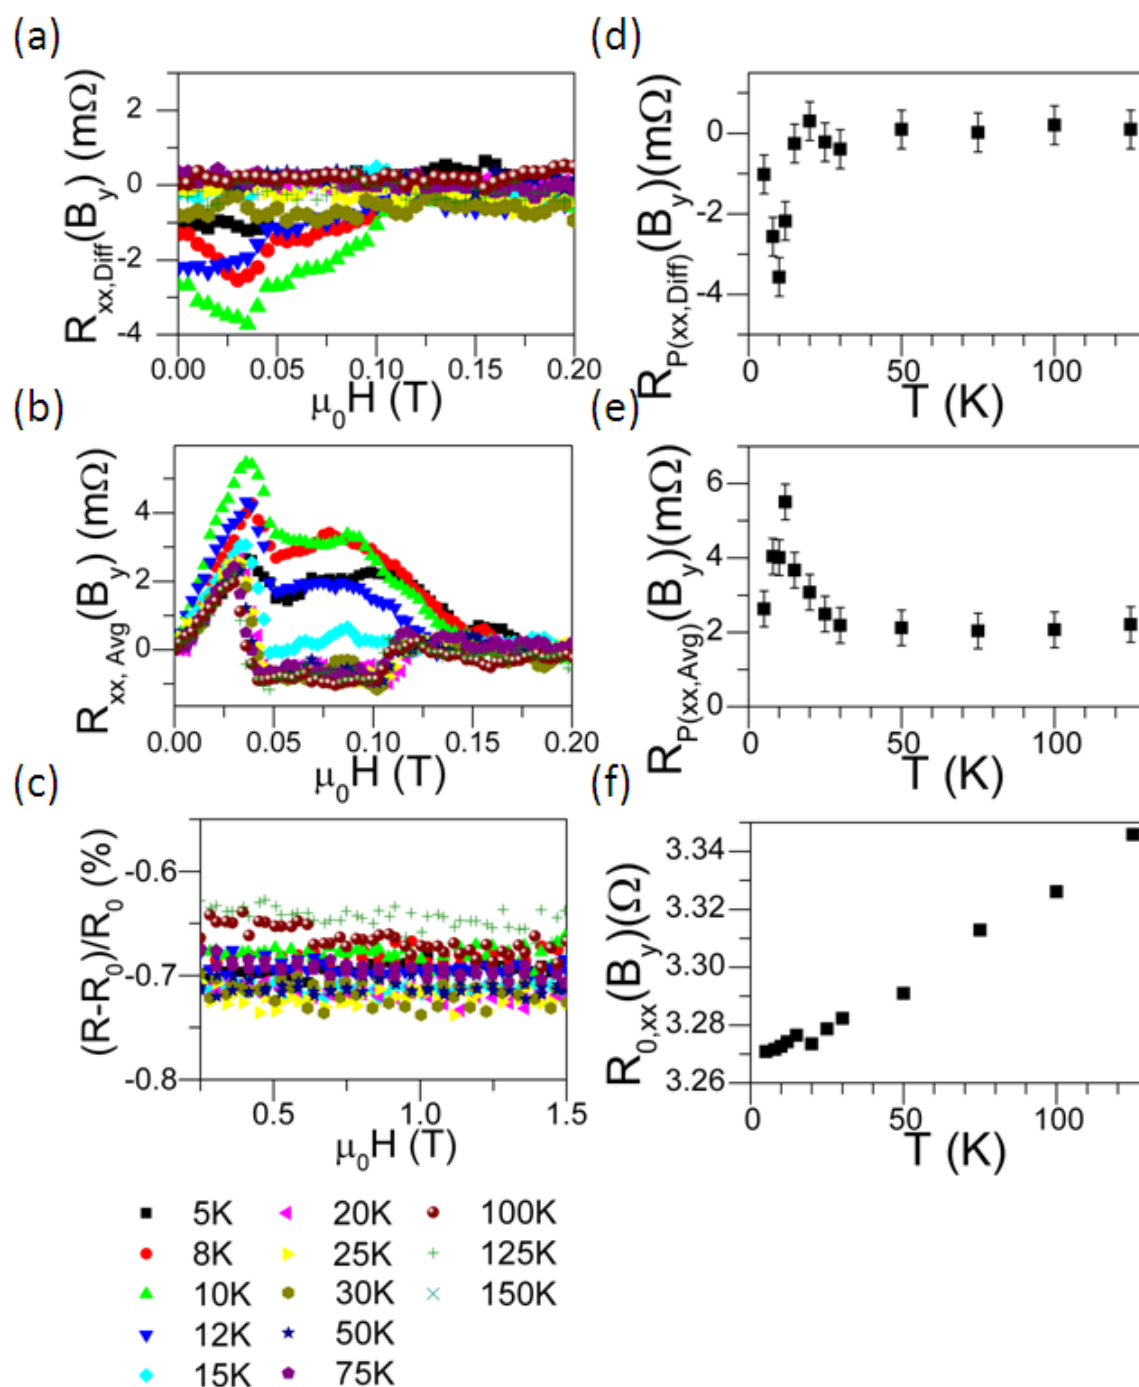 (a)
R_xx,Diff(B_y) (mΩ)
2
0
-2
-4
0.00 0.05 0.10 0.15 0.20
μ₀H (T)
(b)
R_xx, Avg(B_y) (mΩ)
4
2
0
0.00 0.05 0.10 0.15 0.20
μ₀H (T)
(c)
(R-R₀)/R₀ (%)
-0.6
-0.7
-0.8
0.5 1.0 1.5
μ₀H (T)
(d)
R_P(xx,Diff)(B_y)(mΩ)
0
-2
-4
0 50 100
T (K)
(e)
R_P(xx,Avg)(B_y)(mΩ)
6
4
2
0
0 50 100
T (K)
(f)
R_0,xx(B_y)(Ω)
3.34
3.32
3.30
3.28
3.26
0 50 100
T (K)
5K 20K 100K
8K 25K 125K
10K 30K 150K
12K 50K
15K 75K